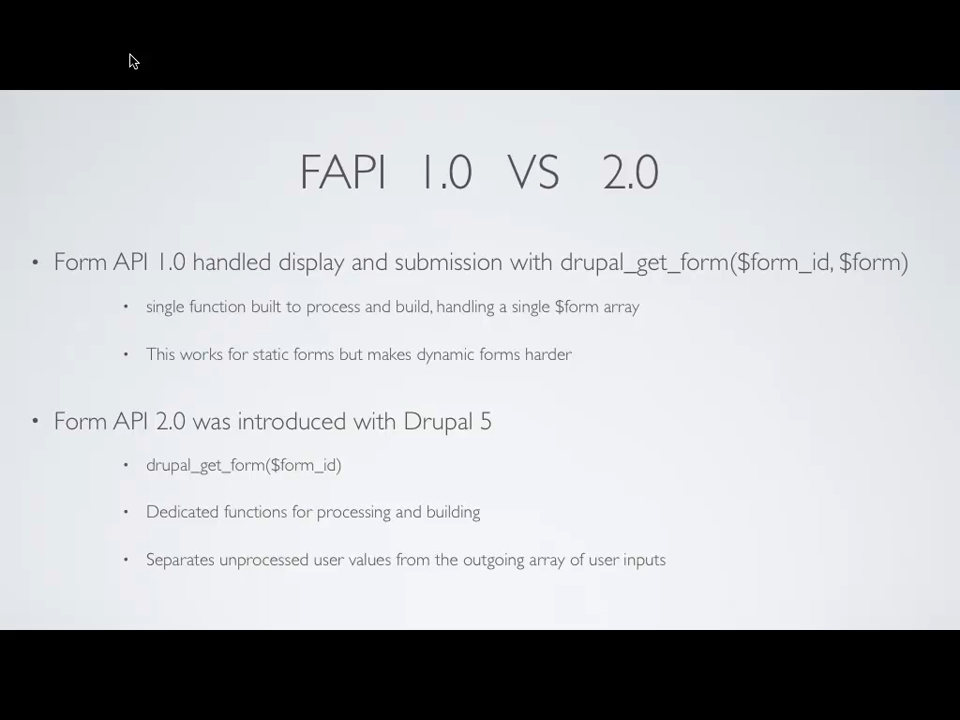 FAPI 1.0 VS 2.0
• Form API 1.0 handled display and submission with drupal_get_form($form_id, $form)
• single function built to process and build, handling a single $form array
• This works for static forms but makes dynamic forms harder
• Form API 2.0 was introduced with Drupal 5
• drupal_get_form($form_id)
• Dedicated functions for processing and building
• Separates unprocessed user values from the outgoing array of user inputs